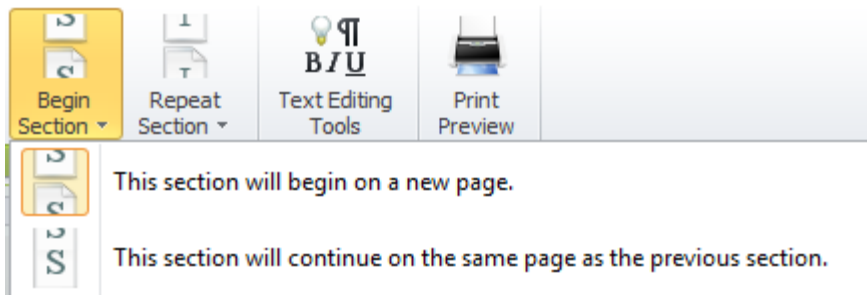 S
S
Begin
Section
I
I
Repeat
Section
¶
B I U
Text Editing
Tools
Print
Preview
S
S
This section will begin on a new page.
S
S
This section will continue on the same page as the previous section.